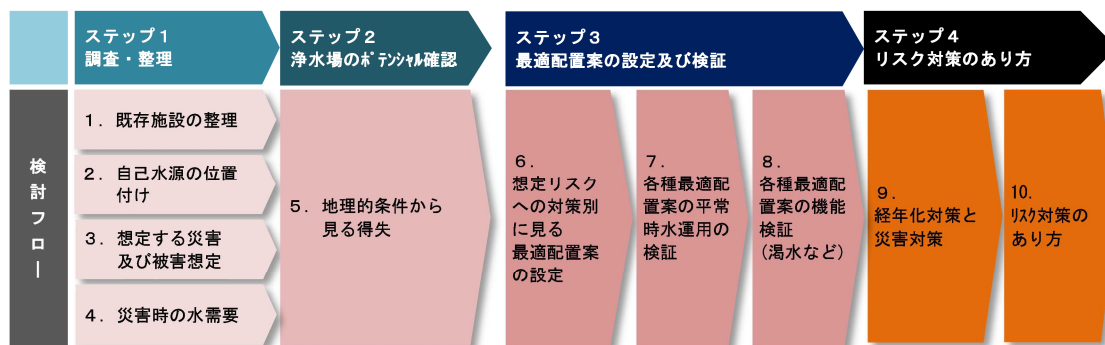 ステップ1
調査・整理
ステップ2
浄水場のﾎﾟﾃﾝｼｬﾙ確認
ステップ3
最適配置案の設定及び検証
ステップ4
リスク対策のあり方
検討フロー
1．既存施設の整理
2．自己水源の位置
付け
3．想定する災害
及び被害想定
4．災害時の水需要
5．地理的条件から
見る得失
6．
想定リスク
への対策別
に見る
最適配置案
の設定
7．
各種最適配
置案の平常
時水運用の
検証
8．
各種最適配
置案の機能
検証
（渇水など）
9．
経年化対策と
災害対策
10．
ﾘｽｸ対策の
あり方